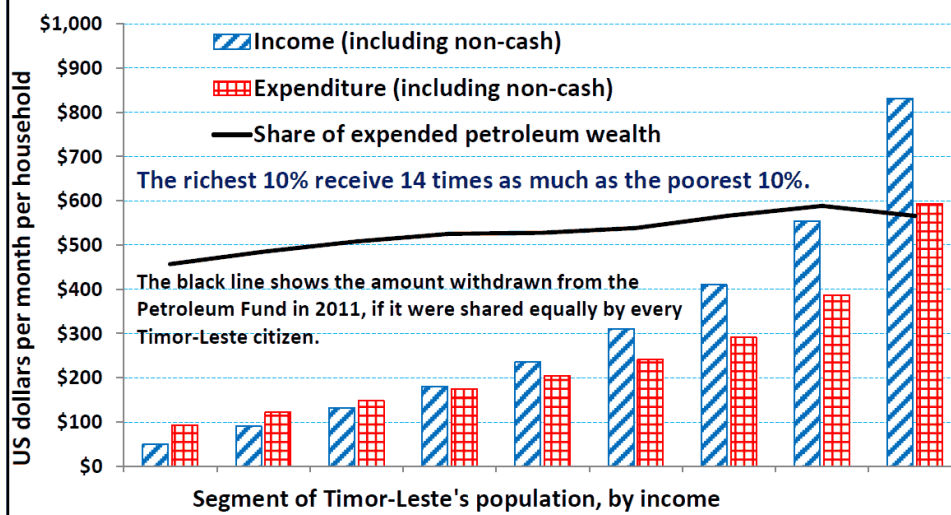 $1,000
$900
$800
$700
$600
$500
$400
$300
$200
$100
$0
US dollars per month per household
Income (including non-cash)
Expenditure (including non-cash)
Share of expended petroleum wealth
The richest 10% receive 14 times as much as the poorest 10%.
The black line shows the amount withdrawn from the
Petroleum Fund in 2011, if it were shared equally by every
Timor-Leste citizen.
Segment of Timor-Leste's population, by income